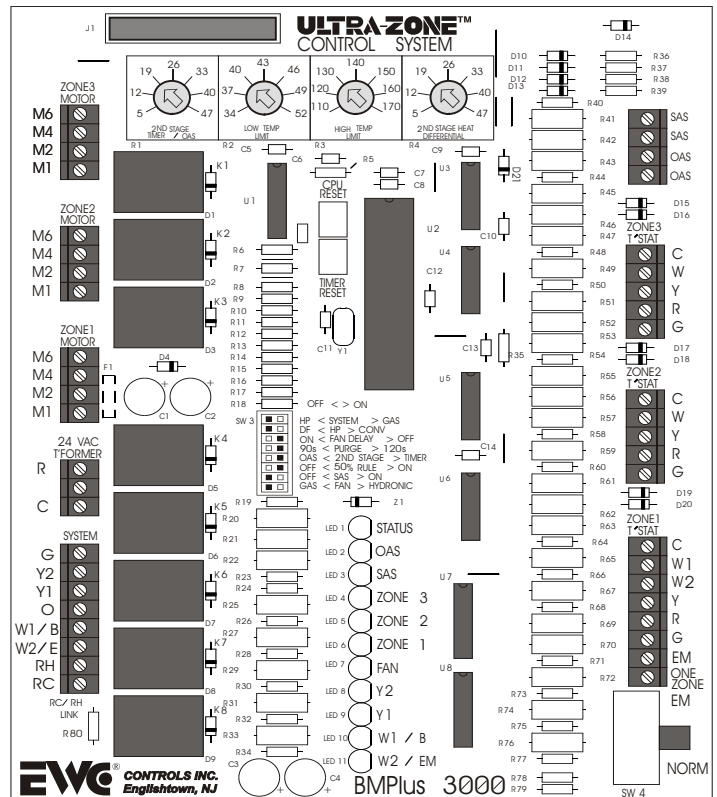 J1
ULTRA-ZONE™
CONTROL SYSTEM
D14
ZONE3
MOTOR
M6
M4
M2
M1
5 12 19 26 33 40 47
2ND STAGE
TIMER / OAS
34 37 40 43 46 49 52
LOW TEMP
LIMIT
110 120 130 140 150 160 170
HIGH TEMP
LIMIT
5 12 19 26 33 40 47
2ND STAGE HEAT
DIFFERENTIAL
D10
D11
D12
D13
R36
R37
R38
R39
R40
R41
R42
R43
R44
R45
R46
R47
R48
R49
R50
R51
R52
R53
R54
R55
R56
R57
R58
R59
R60
R61
R62
R63
R64
R65
R66
R67
R68
R69
R70
R71
R72
R73
R74
R75
R76
R77
R78
R79
SAS
SAS
OAS
OAS
D15
D16
ZONE3
T'STAT
C
W
Y
R
G
D17
D18
ZONE2
T'STAT
C
W
Y
R
G
D19
D20
ZONE1
T'STAT
C
W1
W2
Y
R
G
EM
ONE
ZONE
EM
NORM
SW 4
R1
R2
R3
R4
R5
C5
C6
C7
C8
C9
U1
U2
U3
U4
U5
U6
U7
U8
D21
C10
C12
C13
R35
C14
CPU
RESET
TIMER
RESET
C11
Y1
K1
D1
K2
D2
K3
D3
ZONE2
MOTOR
M6
M4
M2
M1
ZONE1
MOTOR
M6
M4
M2
M1
F1
D4
C1
C2
24 VAC
T'FORMER
R
C
K4
D5
K5
D6
K6
D7
K7
D8
K8
D9
SYSTEM
G
Y2
Y1
O
W1/B
W2/E
RH
RC
RC/RH
LINK
R80
R6
R7
R8
R9
R10
R11
R12
R13
R14
R15
R16
R17
R18
OFF < > ON
SW 3
HP < SYSTEM > GAS
DF < HP > CONV
ON < FAN DELAY > OFF
90s < PURGE > 120s
OAS < 2ND STAGE > TIMER
OFF < 50% RULE > ON
OFF < SAS > ON
GAS < FAN > HYDRONIC
R19
R20
R21
R22
R23
R24
R25
R26
R27
R28
R29
R30
R31
R32
R33
R34
Z1
LED 1 STATUS
LED 2 OAS
LED 3 SAS
LED 4 ZONE 3
LED 5 ZONE 2
LED 6 ZONE 1
LED 7 FAN
LED 8 Y2
LED 9 Y1
LED 10 W1 / B
LED 11 W2 / EM
C3
C4
EWC® CONTROLS INC.
Englishtown, NJ
BMPlus 3000